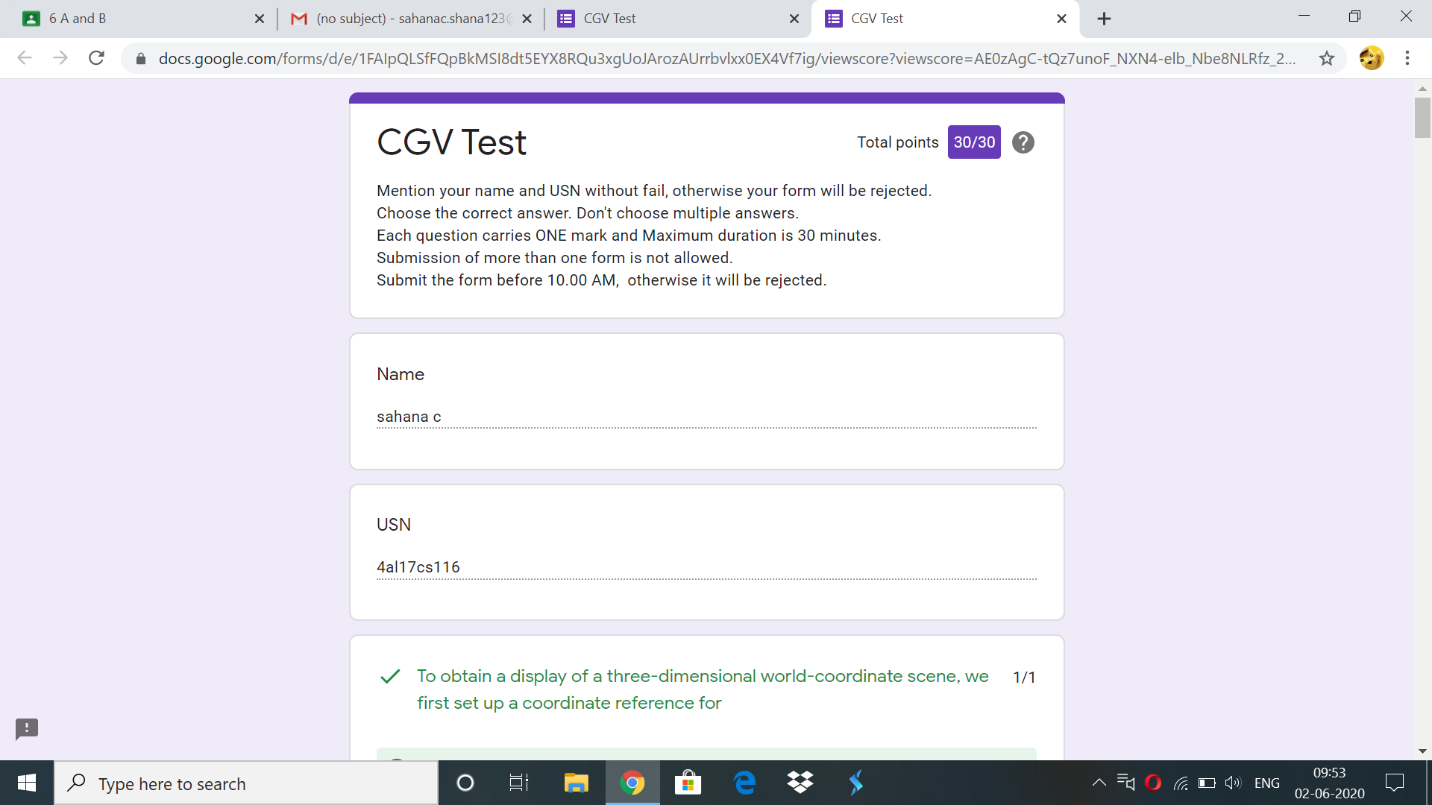 6 A and B
(no subject) - sahanac.shana123@
CGV Test
CGV Test
docs.google.com/forms/d/e/1FAIpQLSfFQpBkMSI8dt5EYX8RQu3xgUoJArozAUrrbvlxx0EX4Vf7ig/viewscore?viewscore=AE0zAgC-tQz7unoF_NXN4-elb_Nbe8NLRfz_2...
CGV Test
Total points 30/30
Mention your name and USN without fail, otherwise your form will be rejected.
Choose the correct answer. Don't choose multiple answers.
Each question carries ONE mark and Maximum duration is 30 minutes.
Submission of more than one form is not allowed.
Submit the form before 10.00 AM,  otherwise it will be rejected.
Name
sahana c
USN
4al17cs116
To obtain a display of a three-dimensional world-coordinate scene, we 1/1
first set up a coordinate reference for
Type here to search
ENG
09:53
02-06-2020